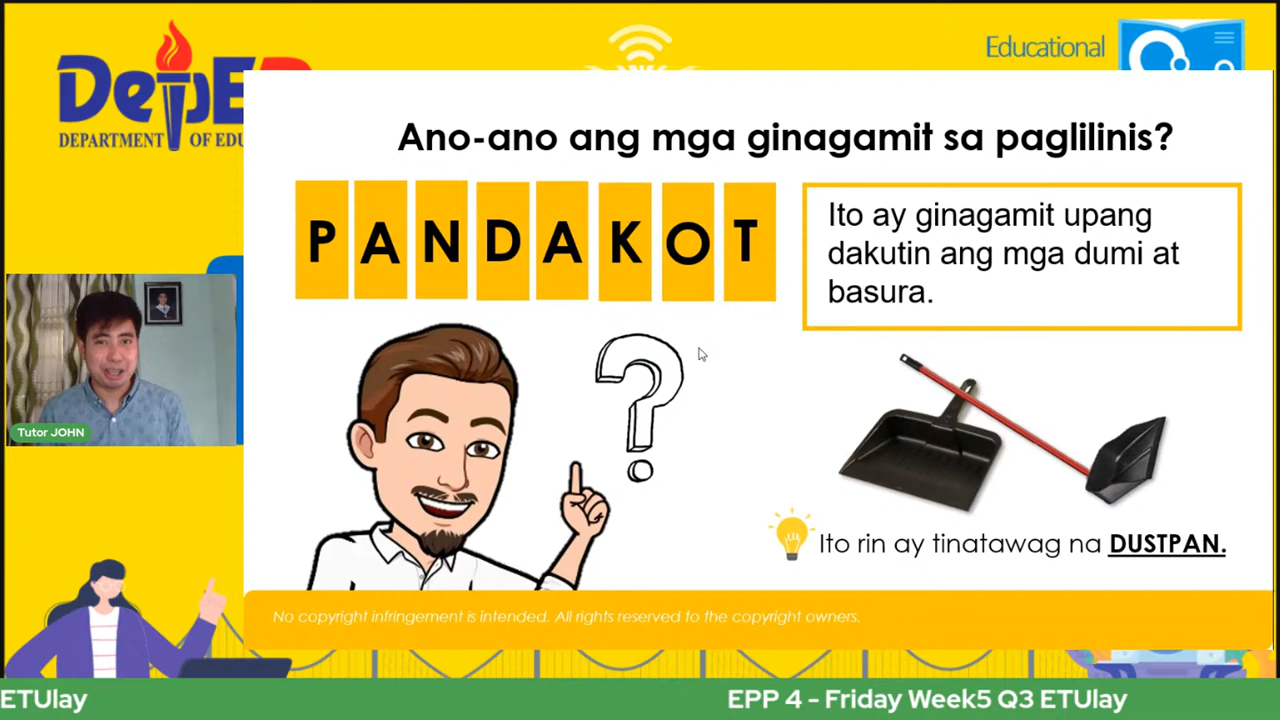 DepED
DEPARTMENT OF EDU
Educational
Ano-ano ang mga ginagamit sa paglilinis?
PANDAKOT
Ito ay ginagamit upang
dakutin ang mga dumi at
basura.
Tutor JOHN
Ito rin ay tinatawag na DUSTPAN.
No copyright infringement is intended. All rights reserved to the copyright owners.
ETUlay
EPP 4 - Friday Week5 Q3 ETUlay